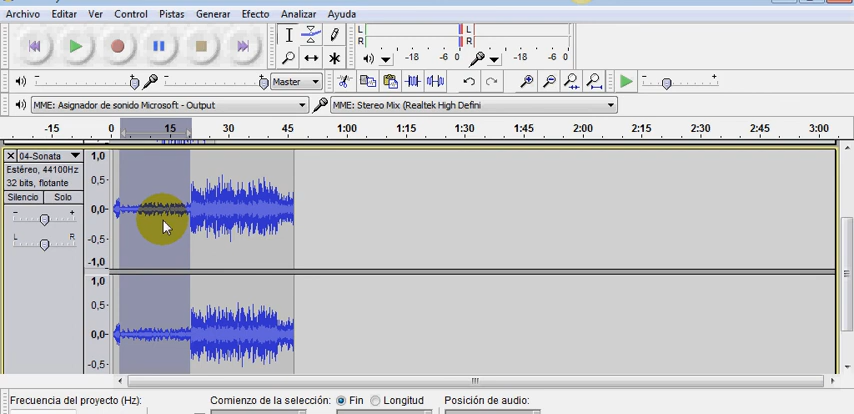 Archivo Editar Ver Control Pistas Generar Efecto Analizar Ayuda
L
R
-18 -6 0
L
R
-18 -6 0
Master
MME: Asignador de sonido Microsoft - Output
MME: Stereo Mix (Realtek High Defini
-15 0 15 30 45 1:00 1:15 1:30 1:45 2:00 2:15 2:30 2:45 3:00
04-Sonata
Estéreo, 44100Hz
32 bits, flotante
Silencio Solo
- +
L R
1,0
0,5-
0,0-
-0,5-
-1,0
1,0
0,5-
0,0-
-0,5-
Frecuencia del proyecto (Hz): Comienzo de la selección: Fin Longitud Posición de audio: